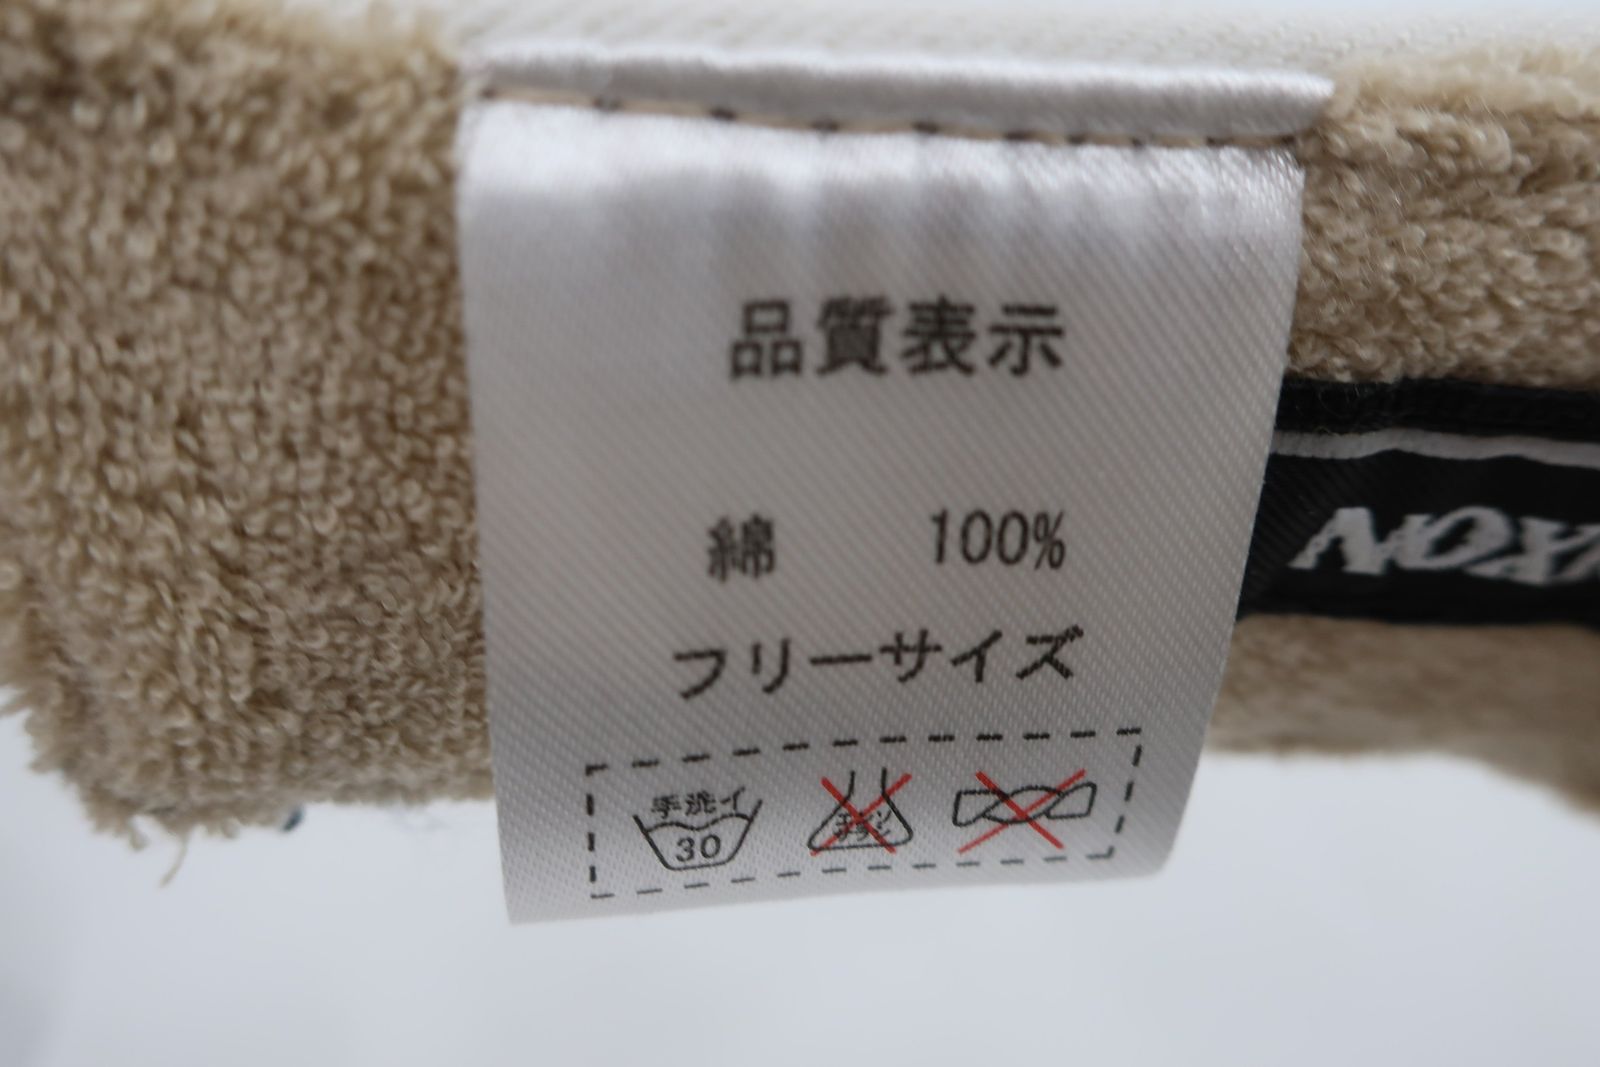 品質表示
綿 100%
フリーサイズ
手洗イ
30